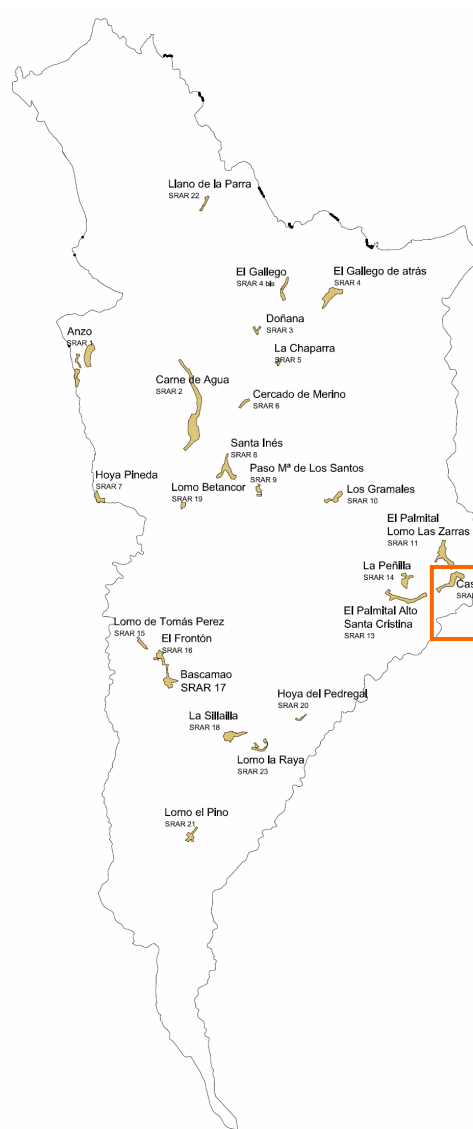 Llano de la Parra
SRAR 22
El Gallego
SRAR 4 bis
El Gallego de atrás
SRAR 4
Doñana
SRAR 3
Anzo
SRAR 1
La Chaparra
SRAR 5
Carne de Agua
SRAR 2
Cercado de Merino
SRAR 6
Santa Inés
SRAR 8
Paso Mª de Los Santos
SRAR 9
Hoya Pineda
SRAR 7
Lomo Betancor
SRAR 19
Los Gramales
SRAR 10
El Palmital
Lomo Las Zarras
SRAR 11
La Peñilla
SRAR 14
Cas
SRAR
El Palmital Alto
Santa Cristina
SRAR 13
Lomo de Tomás Perez
SRAR 15
El Frontón
SRAR 16
Bascamao
SRAR 17
Hoya del Pedregal
SRAR 20
La Sillailla
SRAR 18
Lomo la Raya
SRAR 23
Lomo el Pino
SRAR 21